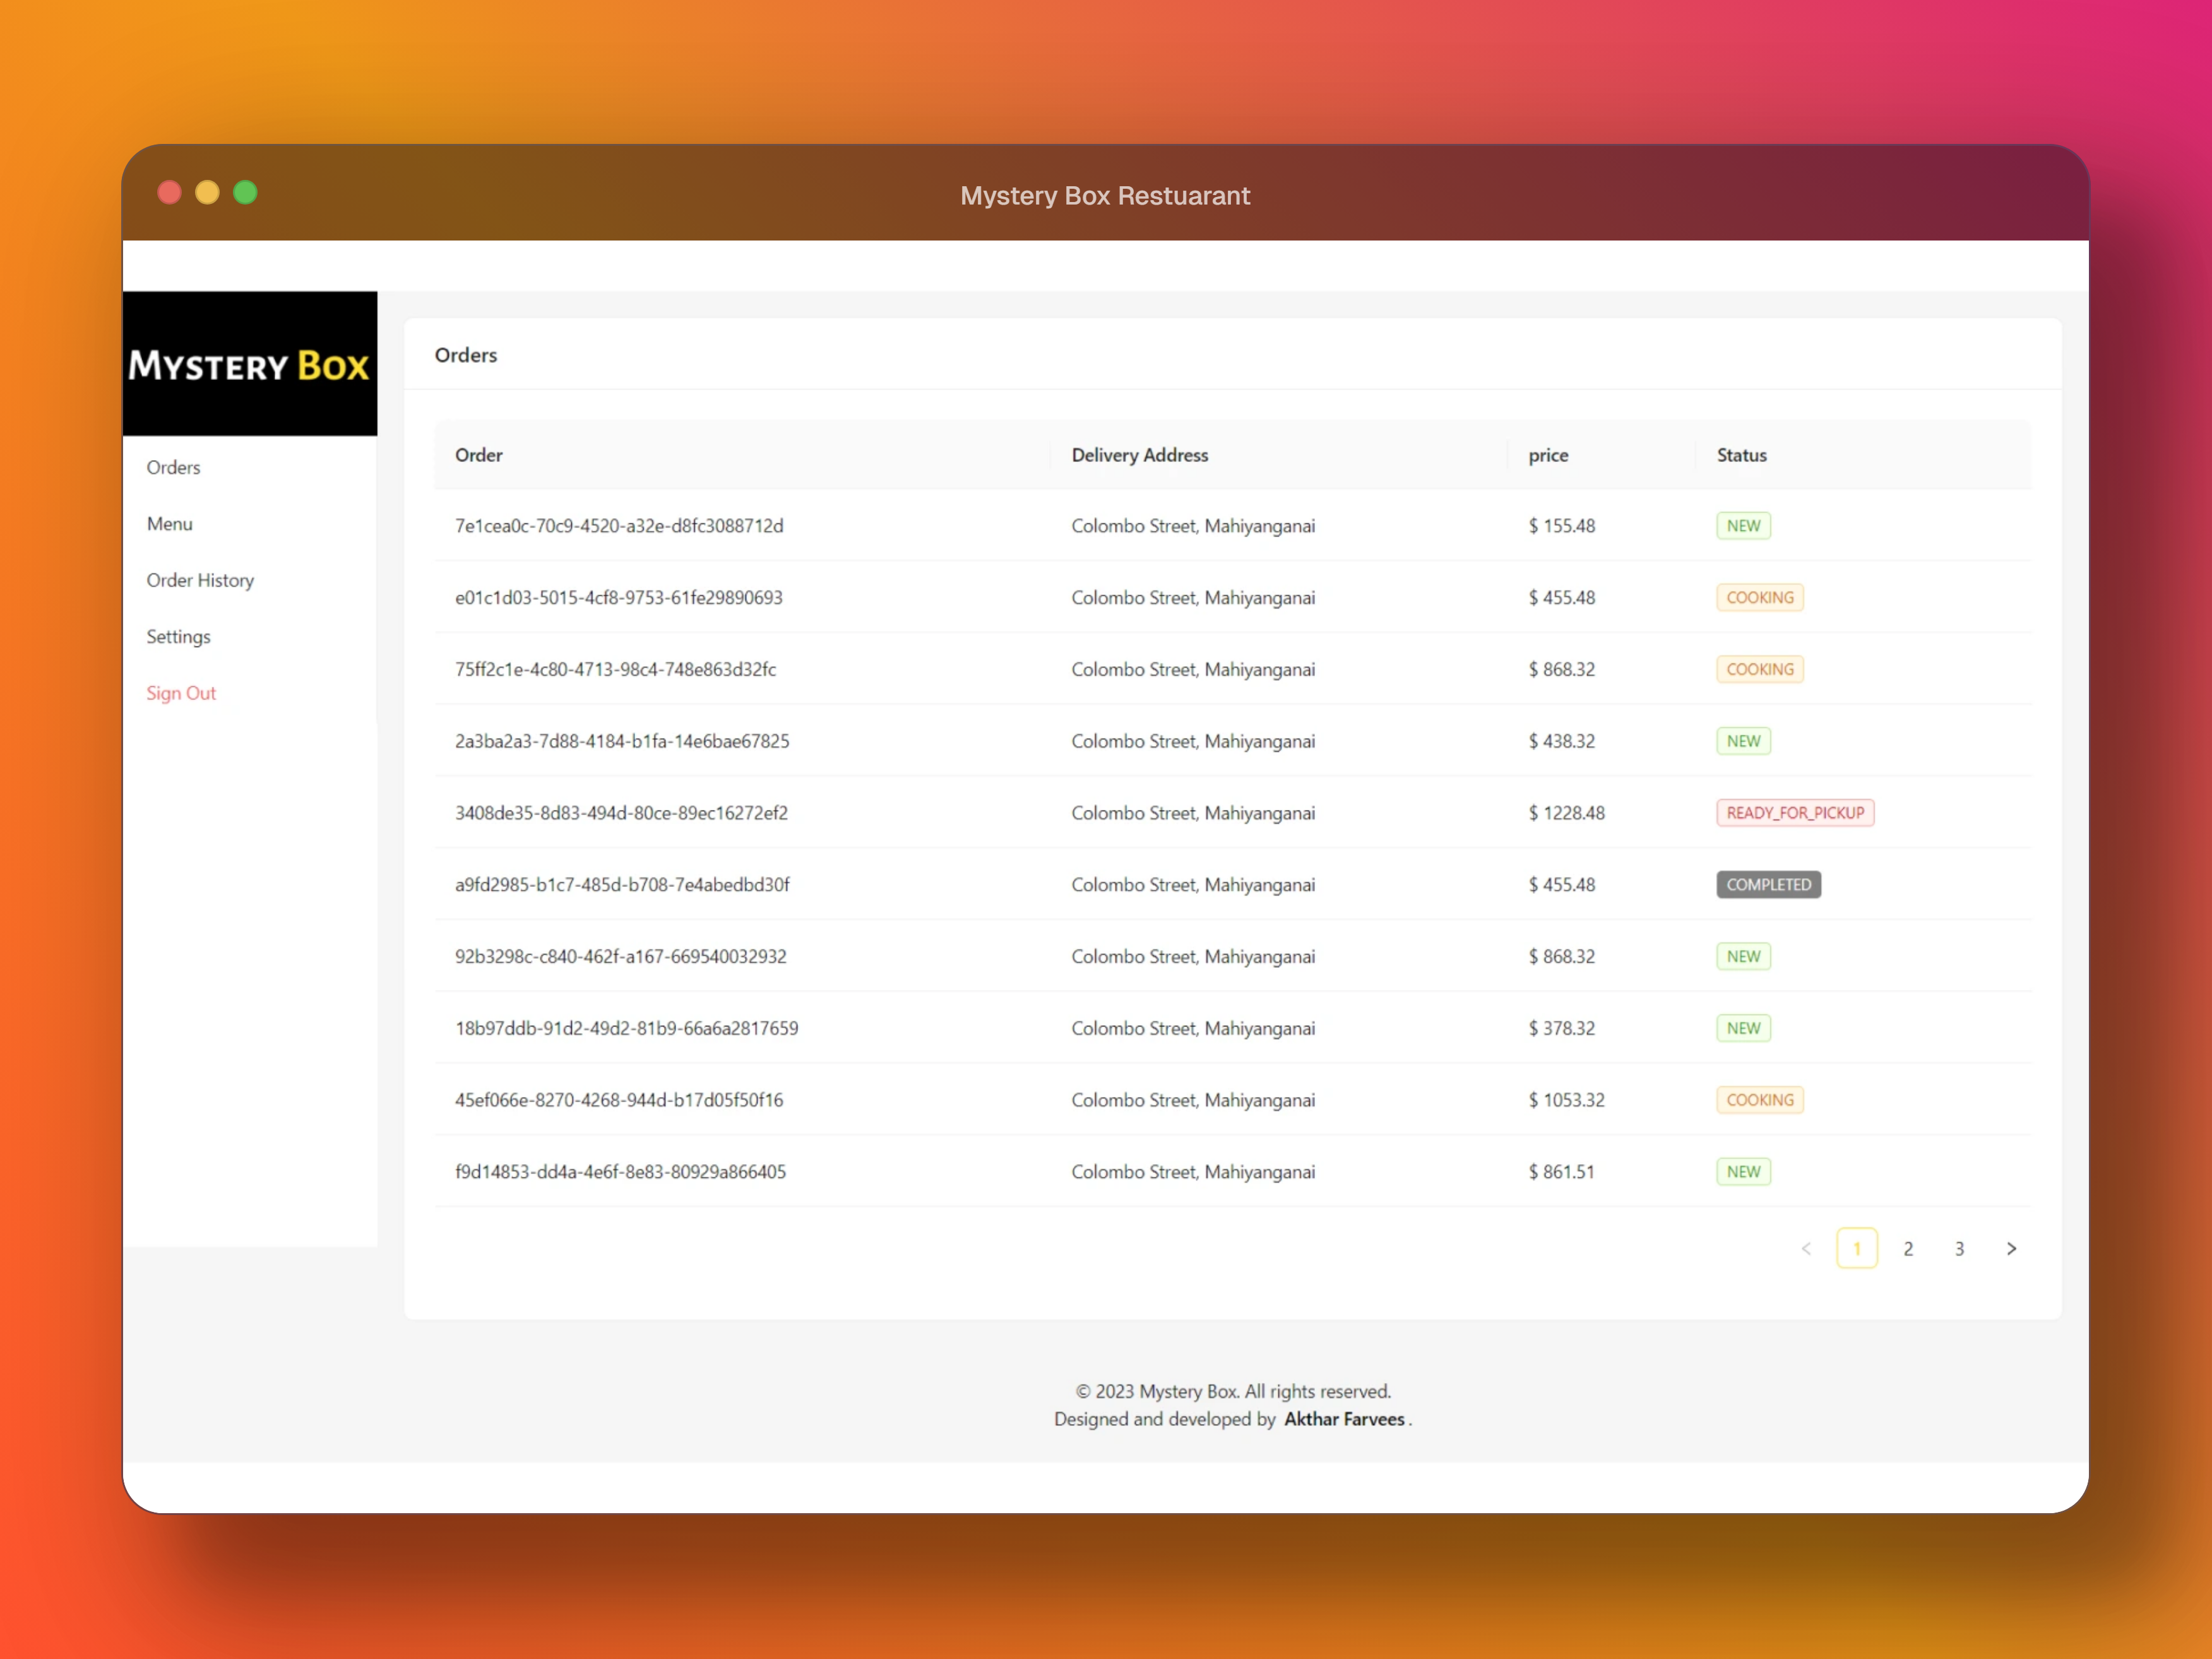 Mystery Box Restuarant
Mystery Box
Orders
Menu
Order History
Settings
Sign Out
Orders
Order Delivery Address price Status
7e1cea0c-70c9-4520-a32e-d8fc3088712d Colombo Street, Mahiyanganai $ 155.48 NEW
e01c1d03-5015-4cf8-9753-61fe29890693 Colombo Street, Mahiyanganai $ 455.48 COOKING
75ff2c1e-4c80-4713-98c4-748e863d32fc Colombo Street, Mahiyanganai $ 868.32 COOKING
2a3ba2a3-7d88-4184-b1fa-14e6bae67825 Colombo Street, Mahiyanganai $ 438.32 NEW
3408de35-8d83-494d-80ce-89ec16272ef2 Colombo Street, Mahiyanganai $ 1228.48 READY_FOR_PICKUP
a9fd2985-b1c7-485d-b708-7e4abedbd30f Colombo Street, Mahiyanganai $ 455.48 COMPLETED
92b3298c-c840-462f-a167-669540032932 Colombo Street, Mahiyanganai $ 868.32 NEW
18b97ddb-91d2-49d2-81b9-66a6a2817659 Colombo Street, Mahiyanganai $ 378.32 NEW
45ef066e-8270-4268-944d-b17d05f50f16 Colombo Street, Mahiyanganai $ 1053.32 COOKING
f9d14853-dd4a-4e6f-8e83-80929a866405 Colombo Street, Mahiyanganai $ 861.51 NEW
< 1 2 3 >
© 2023 Mystery Box. All rights reserved.
Designed and developed by Akthar Farvees .